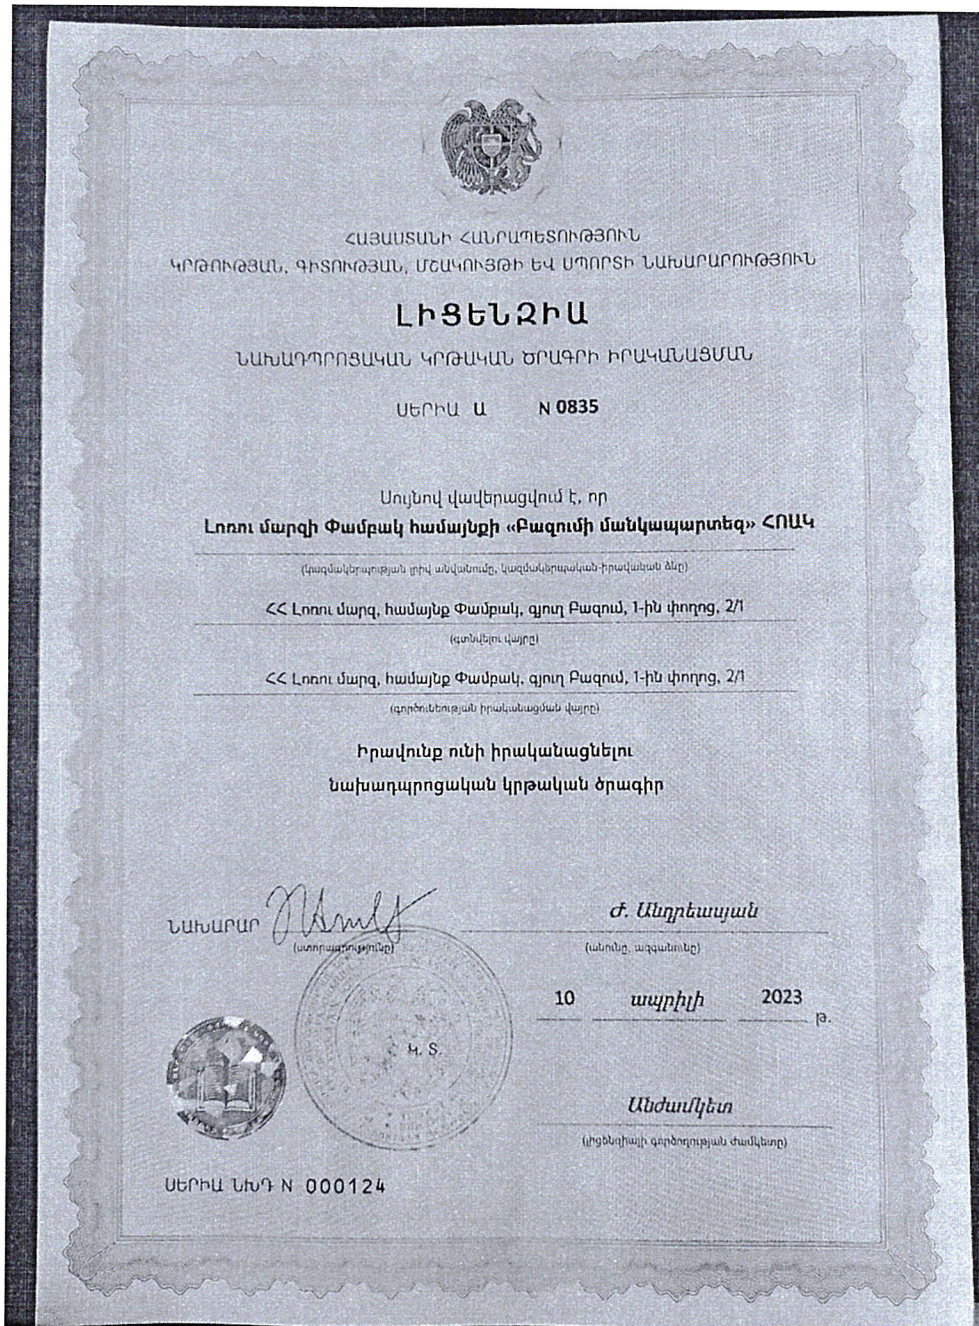 ՀԱՅԱՍՏԱՆԻ ՀԱՆՐԱՊԵՏՈՒԹՅՈՒՆ
ԿՐԹՈՒԹՅԱՆ, ԳԻՏՈՒԹՅԱՆ, ՄՇԱԿՈՒՅԹԻ ԵՎ ՍՊՈՐՏԻ ՆԱԽԱՐԱՐՈՒԹՅՈՒՆ
ԼԻՑԵՆԶԻԱ
ՆԱԽԱԴՊՐՈՑԱԿԱՆ ԿՐԹԱԿԱՆ ԾՐԱԳՐԻ ԻՐԱԿԱՆԱՑՄԱՆ
ՍԵՐԻԱ Ա N 0835
Սույնով վավերացվում է, որ
Լոռու մարզի Փամբակ համայնքի «Բազումի մանկապարտեզ» ՀՈԱԿ
(կազմակերպության լրիվ անվանումը, կազմակերպական-իրավական ձևը)
ՀՀ Լոռու մարզ, համայնք Փամբակ, գյուղ Բազում, 1-ին փողոց, 2/1
(գտնվելու վայրը)
ՀՀ Լոռու մարզ, համայնք Փամբակ, գյուղ Բազում, 1-ին փողոց, 2/1
(գործունեության իրականացման վայրը)
Իրավունք ունի իրականացնելու
նախադպրոցական կրթական ծրագիր
ՆԱԽԱՐԱՐ Ժ. Անդրեասյան
(ստորագրությունը) (անունը, ազգանունը)
10 ապրիլի 2023 թ.
Կ. Տ.
Անժամկետ
(լիցենզիայի գործողության ժամկետը)
ՍԵՐԻԱ ՆԽԴ N 000124